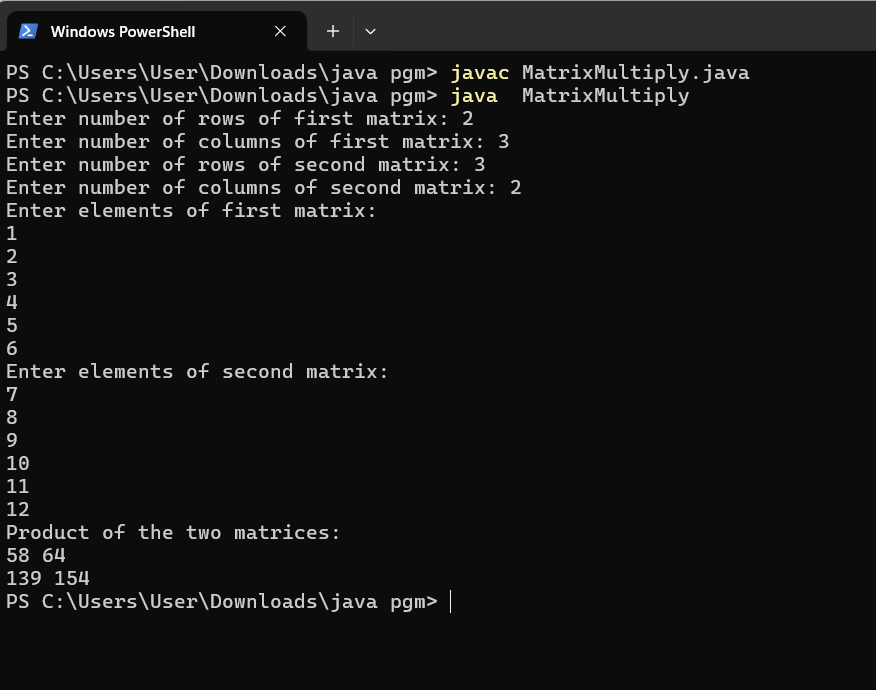 Windows PowerShell
PS C:\Users\User\Downloads\java pgm> javac MatrixMultiply.java
PS C:\Users\User\Downloads\java pgm> java  MatrixMultiply
Enter number of rows of first matrix: 2
Enter number of columns of first matrix: 3
Enter number of rows of second matrix: 3
Enter number of columns of second matrix: 2
Enter elements of first matrix:
1
2
3
4
5
6
Enter elements of second matrix:
7
8
9
10
11
12
Product of the two matrices:
58 64
139 154
PS C:\Users\User\Downloads\java pgm>